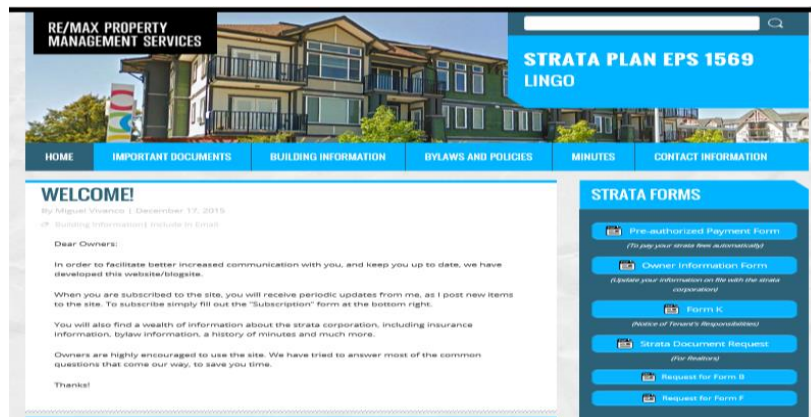 RE/MAX PROPERTY
MANAGEMENT SERVICES
STRATA PLAN EPS 1569
LINGO
HOME
IMPORTANT DOCUMENTS
BUILDING INFORMATION
BYLAWS AND POLICIES
MINUTES
CONTACT INFORMATION
WELCOME!
By Miguel Vivanco | December 17, 2015
Building Information| Include in Email
Dear Owners:
In order to facilitate better increased communication with you, and keep you up to date, we have
developed this website/blogsite.
When you are subscribed to the site, you will receive periodic updates from me, as I post new items
to the site. To subscribe simply fill out the "Subscription" form at the bottom
right.
You will also find a wealth of information about the strata corporation, including insurance
information, bylaw information, a history of minutes and much more.
Owners are highly encouraged to use the site. We have tried to answer most of the common
questions that come our way, to save you time.
Thanks!
STRATA FORMS
Pre-authorized Payment Form
(To pay your strata fees automatically)
Owner Information Form
(Update your information on file with the strata
corporation)
Form K
(Notice of Tenant's Responsibilities)
Strata Document Request
(For Realtors)
Request for Form B
Request for Form F